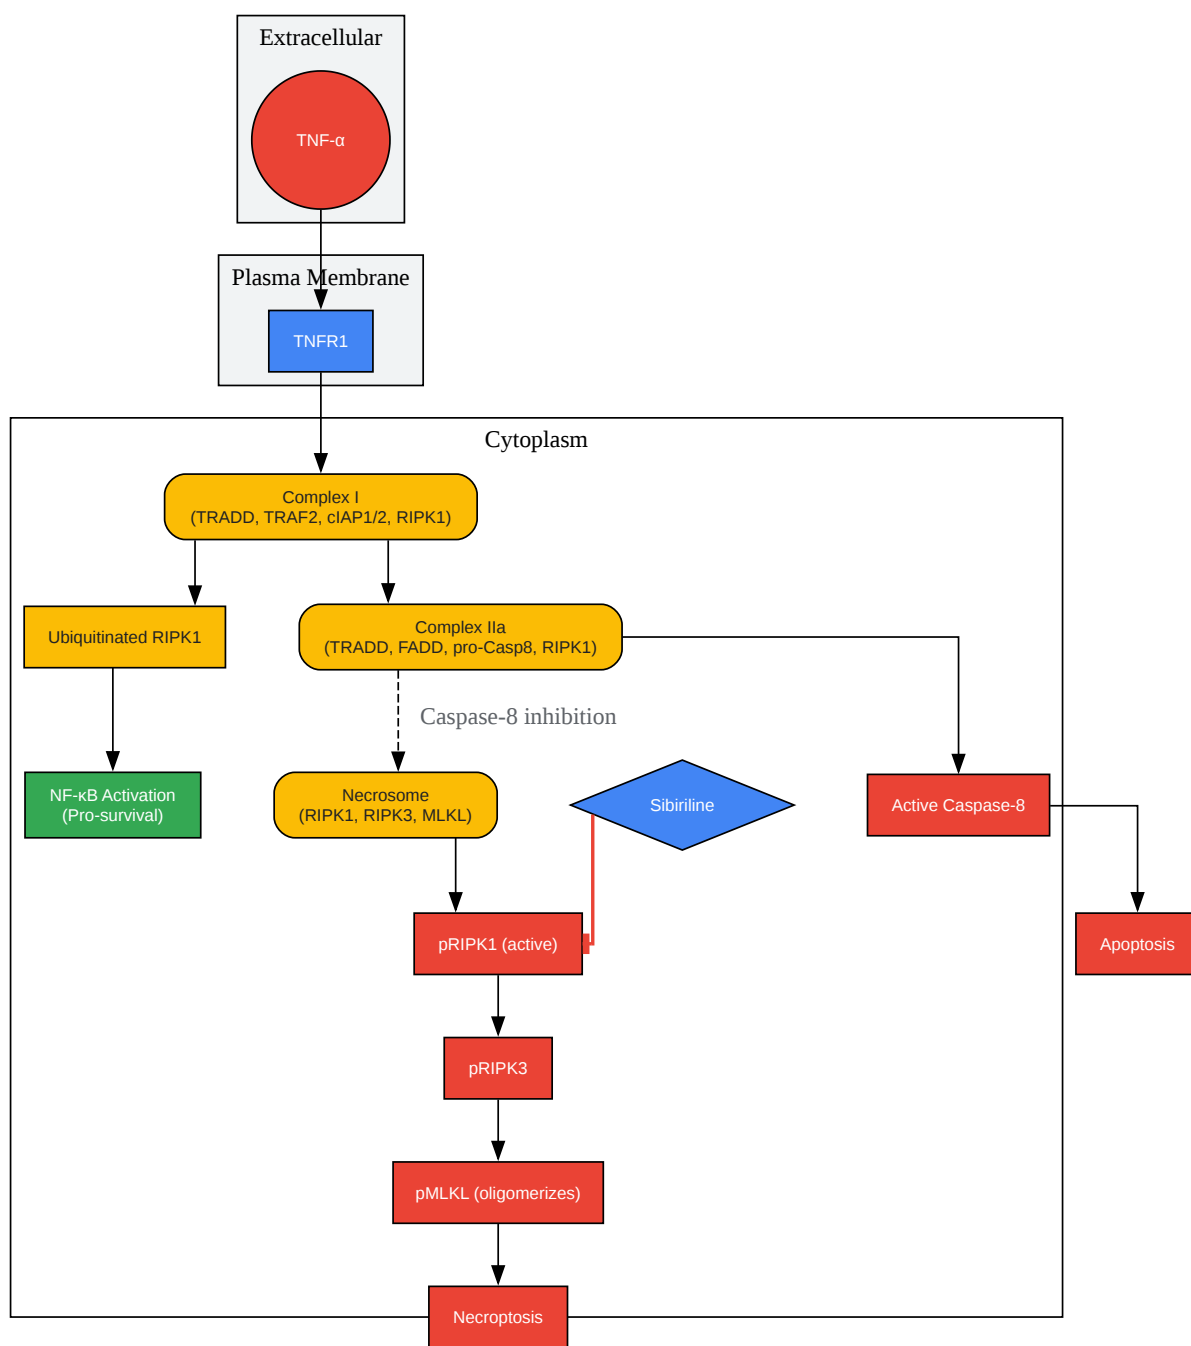 Extracellular
TNF-α
Plasma Membrane
TNFR1
Cytoplasm
Complex I
(TRADD, TRAF2, cIAP1/2, RIPK1)
Ubiquitinated RIPK1
Complex IIa
(TRADD, FADD, pro-Casp8, RIPK1)
Caspase-8 inhibition
NF-κB Activation
(Pro-survival)
Necrosome
(RIPK1, RIPK3, MLKL)
Sibiriline
Active Caspase-8
pRIPK1 (active)
Apoptosis
pRIPK3
pMLKL (oligomerizes)
Necroptosis